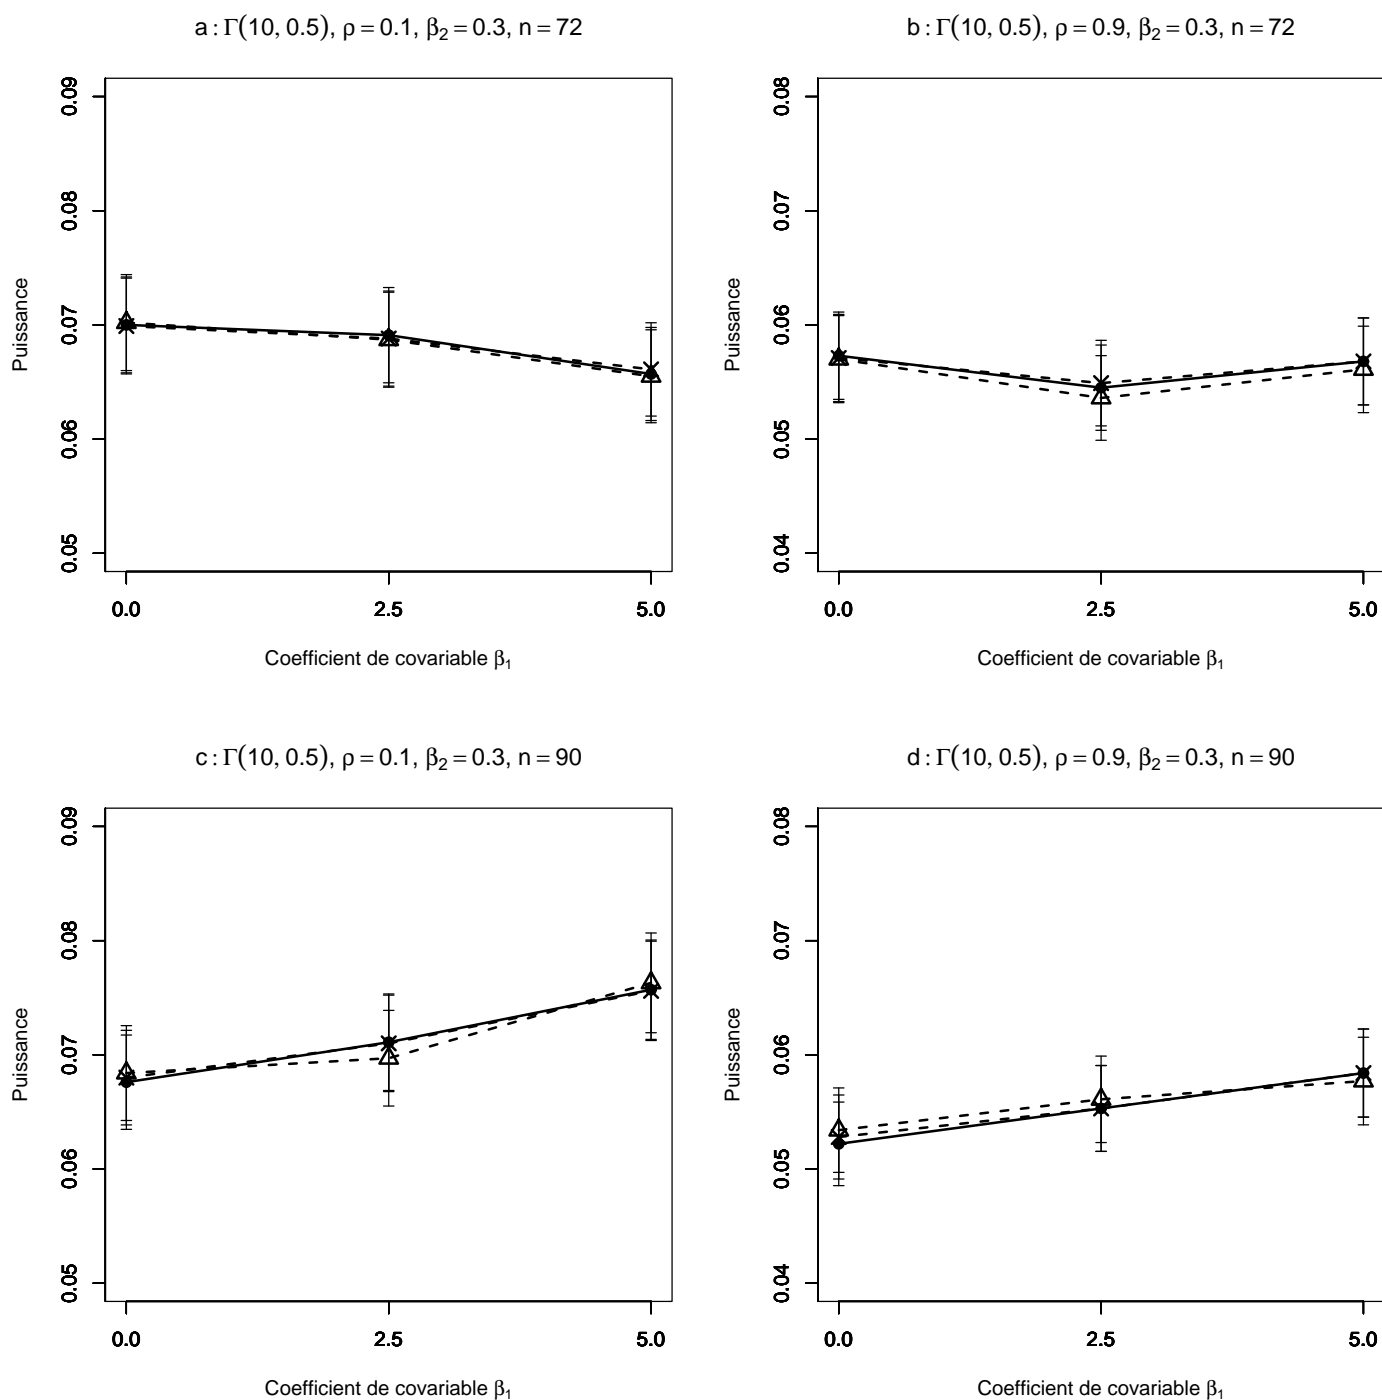 a : Γ(10, 0.5), ρ = 0.1, β₂ = 0.3, n = 72
Puissance
0.09
0.08
0.07
0.06
0.05
0.0 2.5 5.0
Coefficient de covariable β₁
b : Γ(10, 0.5), ρ = 0.9, β₂ = 0.3, n = 72
Puissance
0.08
0.07
0.06
0.05
0.04
0.0 2.5 5.0
Coefficient de covariable β₁
c : Γ(10, 0.5), ρ = 0.1, β₂ = 0.3, n = 90
Puissance
0.09
0.08
0.07
0.06
0.05
0.0 2.5 5.0
Coefficient de covariable β₁
d : Γ(10, 0.5), ρ = 0.9, β₂ = 0.3, n = 90
Puissance
0.08
0.07
0.06
0.05
0.04
0.0 2.5 5.0
Coefficient de covariable β₁